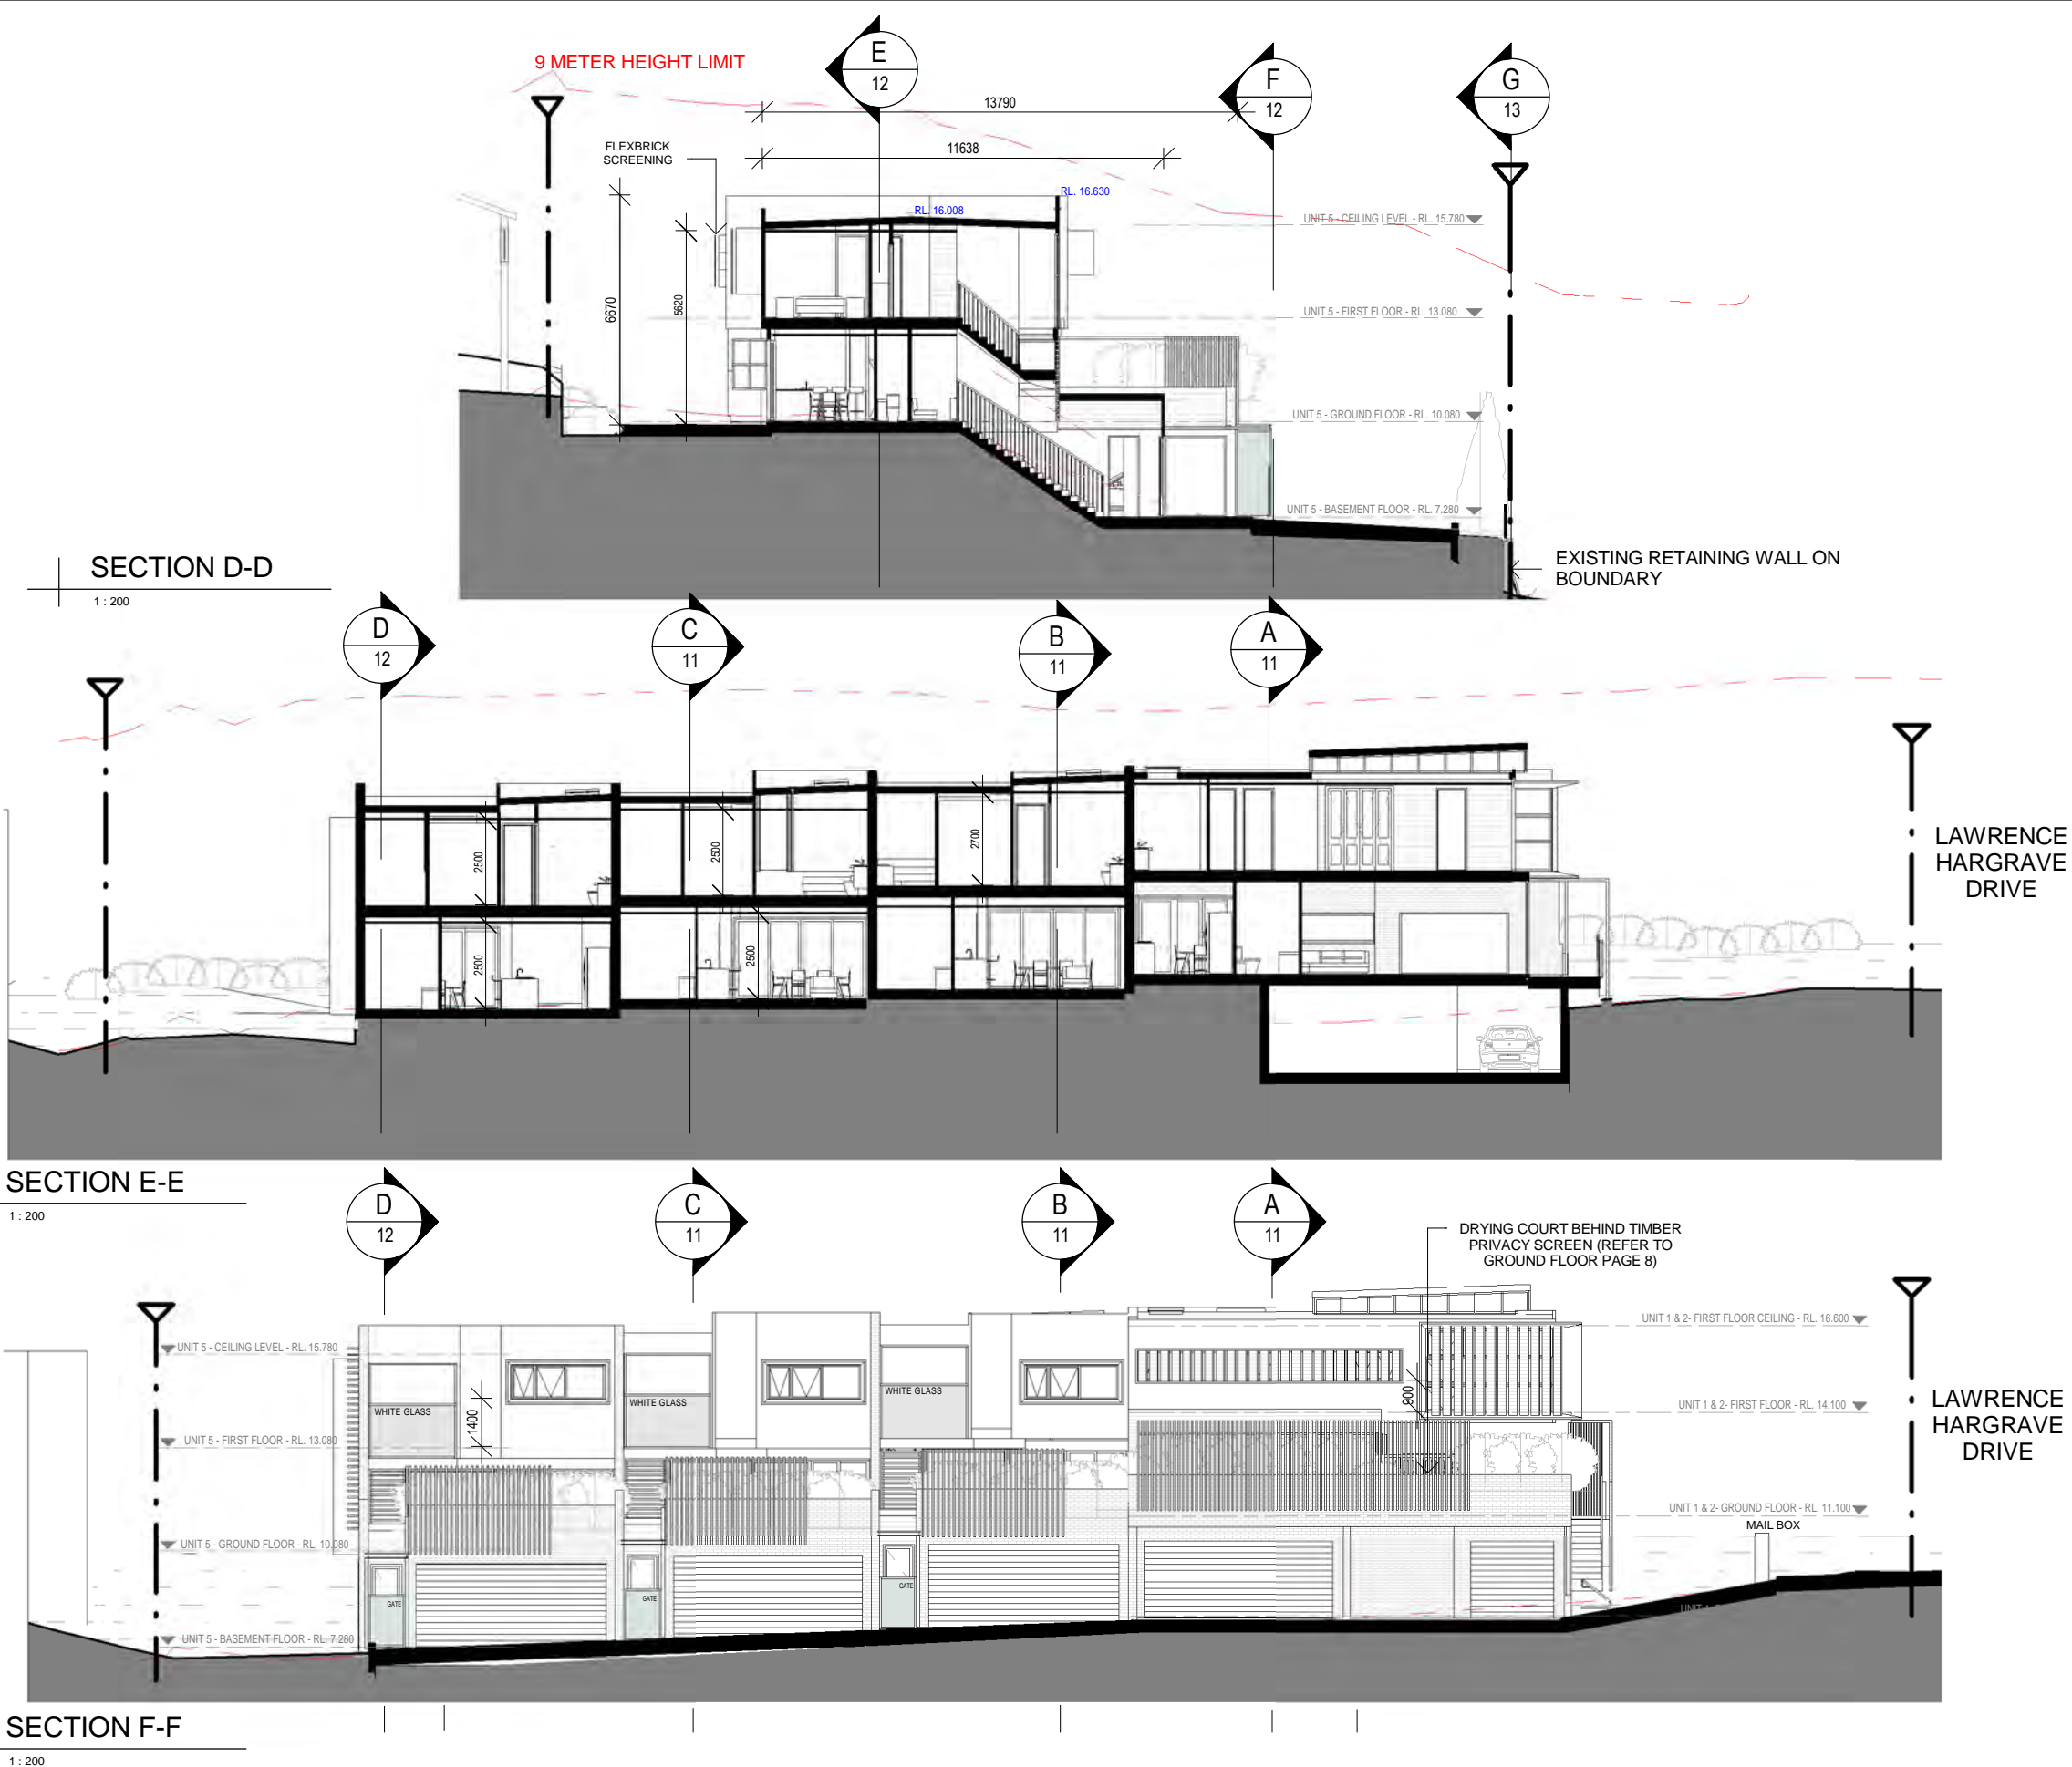 9 METER HEIGHT LIMIT
E
12
F
12
G
13
13790
11638
FLEXBRICK
SCREENING
RL. 16.630
RL. 16.008
UNIT 5 - CEILING LEVEL - RL. 15.780
6670
5620
UNIT 5 - FIRST FLOOR - RL. 13.080
UNIT 5 - GROUND FLOOR - RL. 10.080
UNIT 5 - BASEMENT FLOOR - RL. 7.280
EXISTING RETAINING WALL ON
BOUNDARY
SECTION D-D
1 : 200
D
12
C
11
B
11
A
11
2500
2500
2700
2500
2500
LAWRENCE
HARGRAVE
DRIVE
SECTION E-E
1 : 200
D
12
C
11
B
11
A
11
DRYING COURT BEHIND TIMBER
PRIVACY SCREEN (REFER TO
GROUND FLOOR PAGE 8)
UNIT 5 - CEILING LEVEL - RL. 15.780
UNIT 1 & 2- FIRST FLOOR CEILING - RL. 16.600
WHITE GLASS
WHITE GLASS
WHITE GLASS
1400
900
UNIT 1 & 2- FIRST FLOOR - RL. 14.100
UNIT 5 - FIRST FLOOR - RL. 13.080
LAWRENCE
HARGRAVE
DRIVE
UNIT 1 & 2- GROUND FLOOR - RL. 11.100
MAIL BOX
UNIT 5 - GROUND FLOOR - RL. 10.080
GATE
GATE
GATE
UNIT 5 - BASEMENT FLOOR - RL. 7.280
SECTION F-F
1 : 200